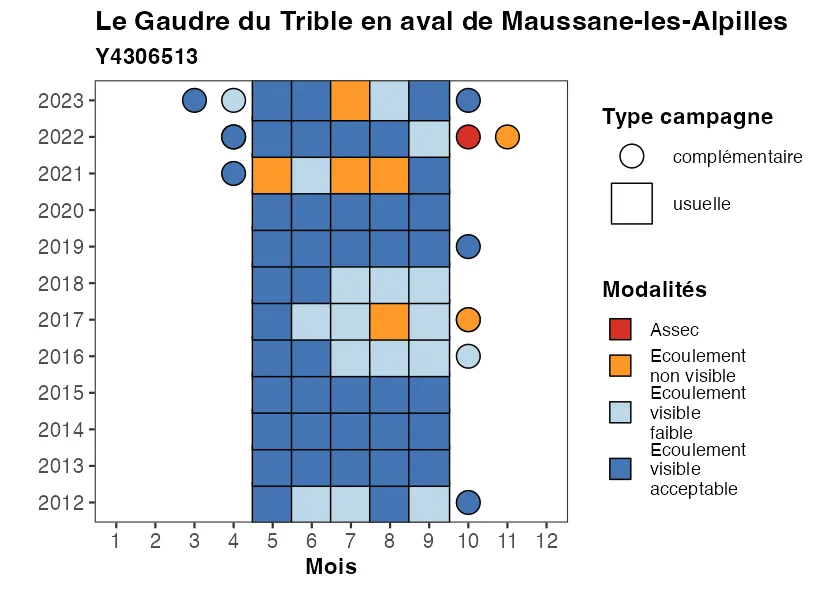 Le Gaudre du Trible en aval de Maussane-les-Alpilles
Y4306513
2023
2022
2021
2020
2019
2018
2017
2016
2015
2014
2013
2012
1 2 3 4 5 6 7 8 9 10 11 12
Mois
Type campagne
complémentaire
usuelle
Modalités
Assec
Ecoulement
non visible
Ecoulement
visible
faible
Ecoulement
visible
acceptable